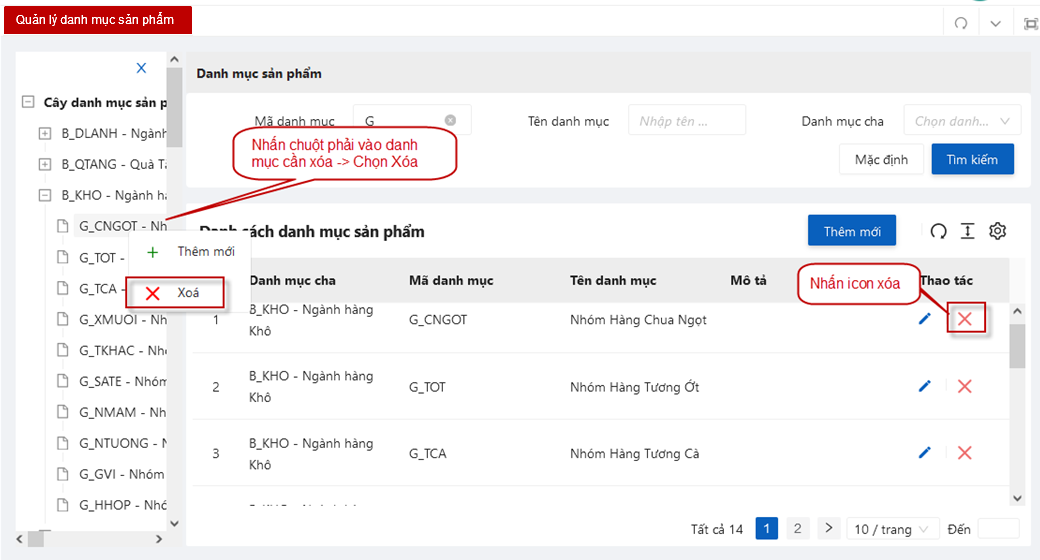 Quản lý danh mục sản phẩm
Cây danh mục sản p
B_DLANH - Ngành
B_QTANG - Quà Tặ
B_KHO - Ngành hà
G_CNGOT - Nh
G_TOT -
G_TCA -
G_XMUOI - Nh
G_TKHAC - Nh
G_SATE - Nhóm
G_NMAM - Nh
G_NTUONG - N
G_GVI - Nhóm
G_HHOP - Nhó
Thêm mới
Xoá
Danh mục sản phẩm
Mã danh mục
G
Tên danh mục
Nhập tên ...
Danh mục cha
Chọn danh...
Nhấn chuột phải vào danh
mục cần xóa -> Chọn Xóa
Mặc định
Tìm kiếm
Danh sách danh mục sản phẩm
Thêm mới
Danh mục cha
Mã danh mục
Tên danh mục
Mô tả
Thao tác
Nhấn icon xóa
1
B_KHO - Ngành hàng
Khô
G_CNGOT
Nhóm Hàng Chua Ngọt
2
B_KHO - Ngành hàng
Khô
G_TOT
Nhóm Hàng Tương Ớt
3
B_KHO - Ngành hàng
Khô
G_TCA
Nhóm Hàng Tương Cà
Tất cả 14
1
2
10 / trang
Đến